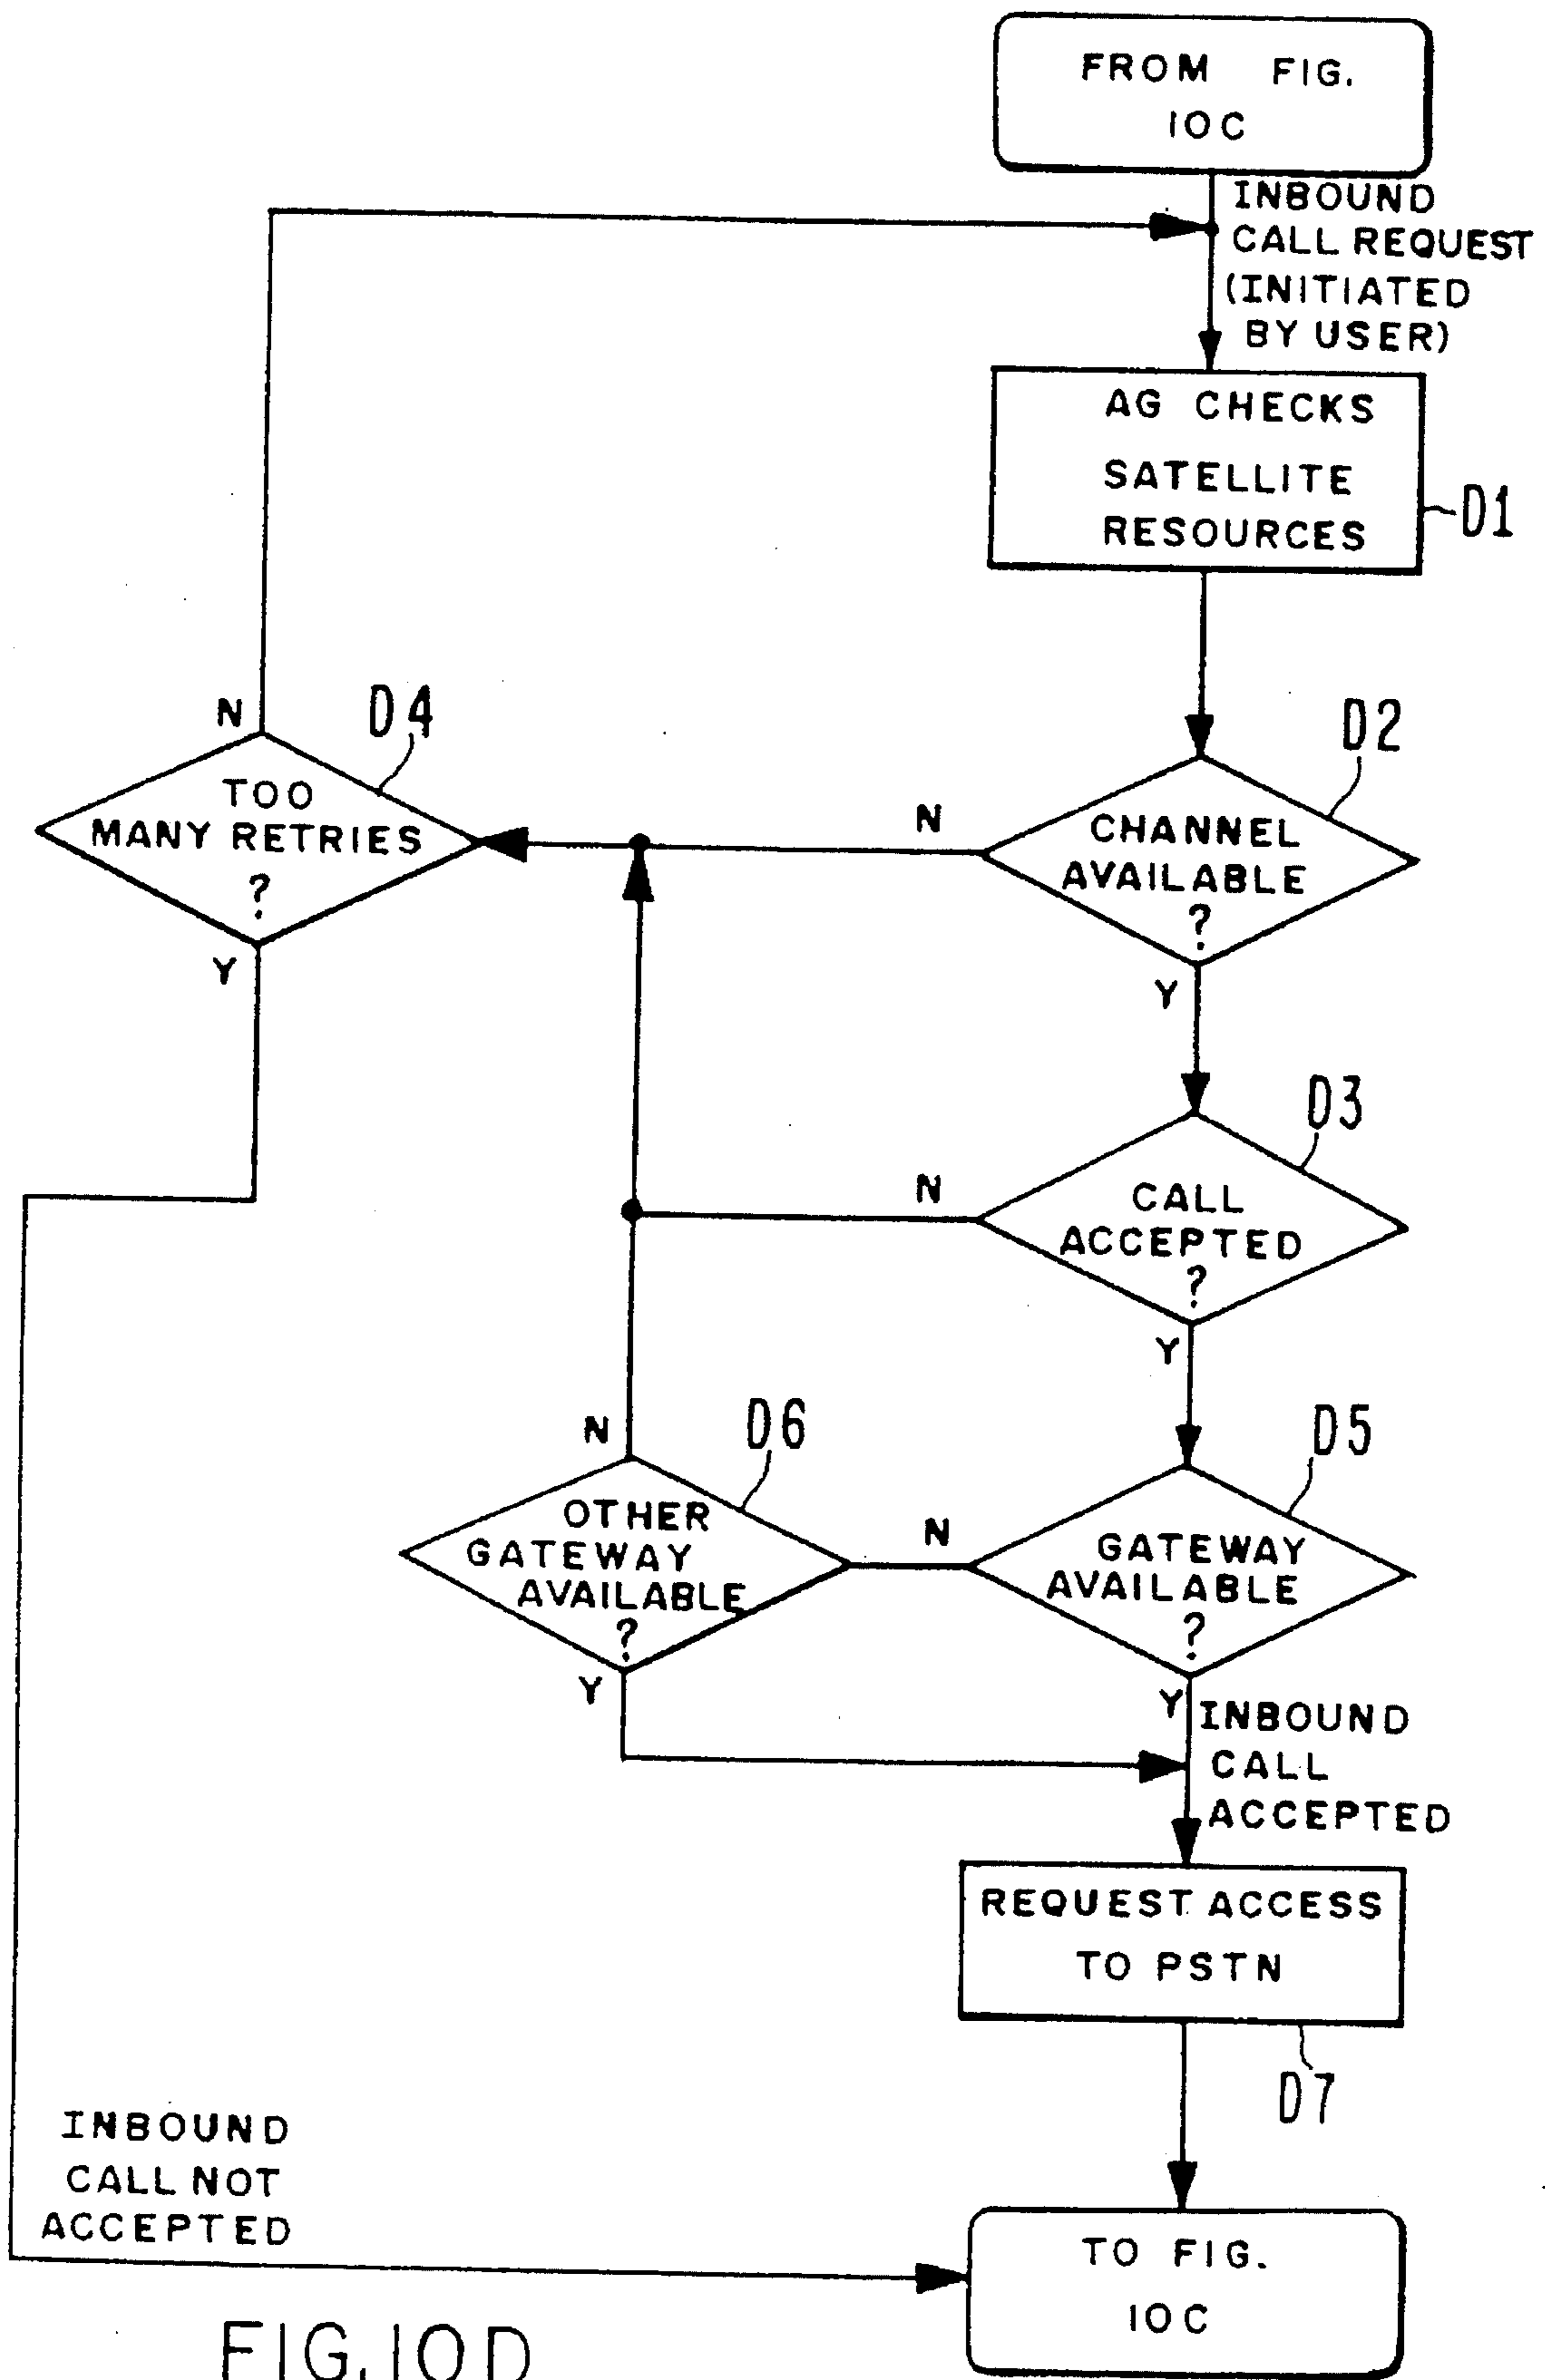 FROM FIG.
10C
INBOUND
CALL REQUEST
(INITIATED
BY USER)
AG CHECKS
SATELLITE
RESOURCES
D1
D2
N
CHANNEL
AVAILABLE
?
Y
N
D4
TOO
MANY RETRIES
?
Y
D3
N
CALL
ACCEPTED
?
Y
D5
N
GATEWAY
AVAILABLE
?
Y
D6
N
OTHER
GATEWAY
AVAILABLE
?
Y
INBOUND
CALL
ACCEPTED
REQUEST ACCESS
TO PSTN
D7
INBOUND
CALL NOT
ACCEPTED
TO FIG.
10C
FIG. 10D